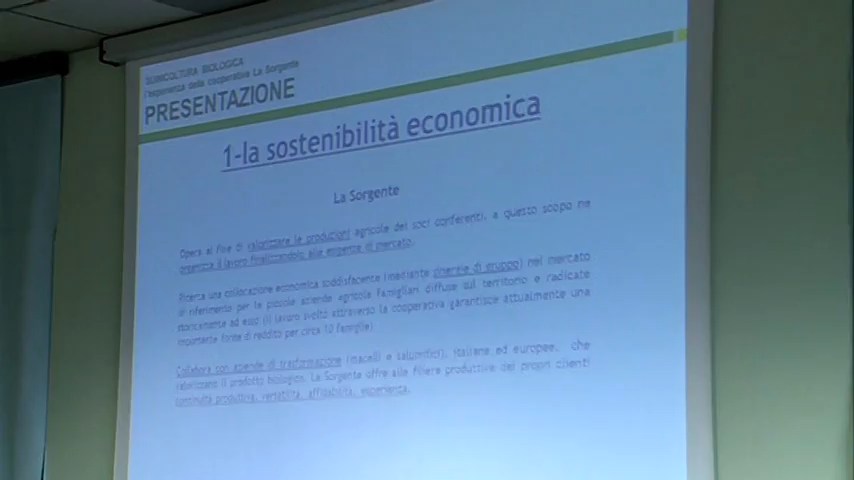 SUINICOLTURA BIOLOGICA
l'esperienza della cooperativa La Sorgente
PRESENTAZIONE
1-la sostenibilità economica
La Sorgente
Opera al fine di valorizzare le produzioni agricole dei soci conferenti, a questo scopo ne
organizza il lavoro finalizzandolo alle esigenze di mercato.
Ricerca una collocazione economica soddisfacente (mediante sinergie di gruppo) nel mercato
di riferimento per le piccole aziende agricole famigliari diffuse sul territorio e radicate
storicamente ad esso (il lavoro svolto attraverso la cooperativa garantisce attualmente una
importante fonte di reddito per circa 10 famiglie)
Collabora con aziende di trasformazione (macelli e salumifici), italiane ed europee, che
valorizzano il prodotto biologico. La Sorgente offre alle filiere produttive dei propri clienti
continuità produttiva, versatilità, affidabilità, esperienza.